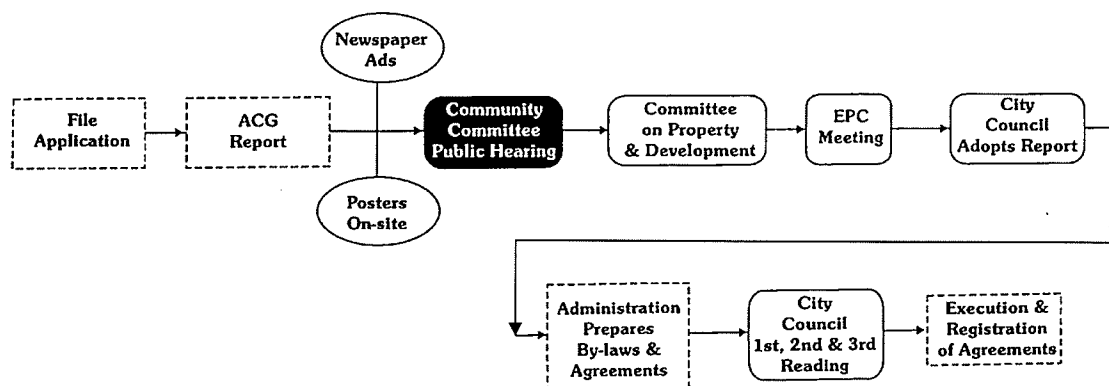 Newspaper
Ads
File
Application
ACG
Report
Community
Committee
Public Hearing
Committee
on Property
& Development
EPC
Meeting
City
Council
Adopts Report
Posters
On-site
Administration
Prepares
By-laws &
Agreements
City
Council
1st, 2nd & 3rd
Reading
Execution &
Registration
of Agreements